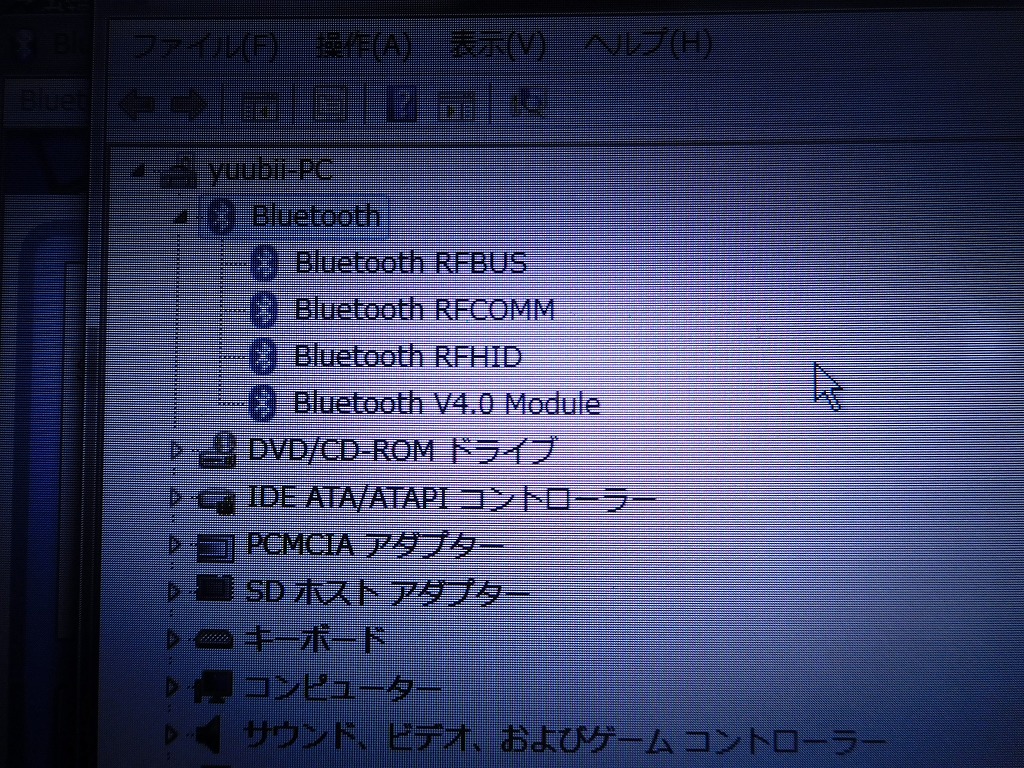 ファイル(F) 操作(A) 表示(V) ヘルプ(H)
Bluet
yuubii-PC
Bluetooth
Bluetooth RFBUS
Bluetooth RFCOMM
Bluetooth RFHID
Bluetooth V4.0 Module
DVD/CD-ROM ドライブ
IDE ATA/ATAPI コントローラー
PCMCIA アダプター
SD ホスト アダプター
キーボード
コンピューター
サウンド、ビデオ、およびゲーム コントローラー